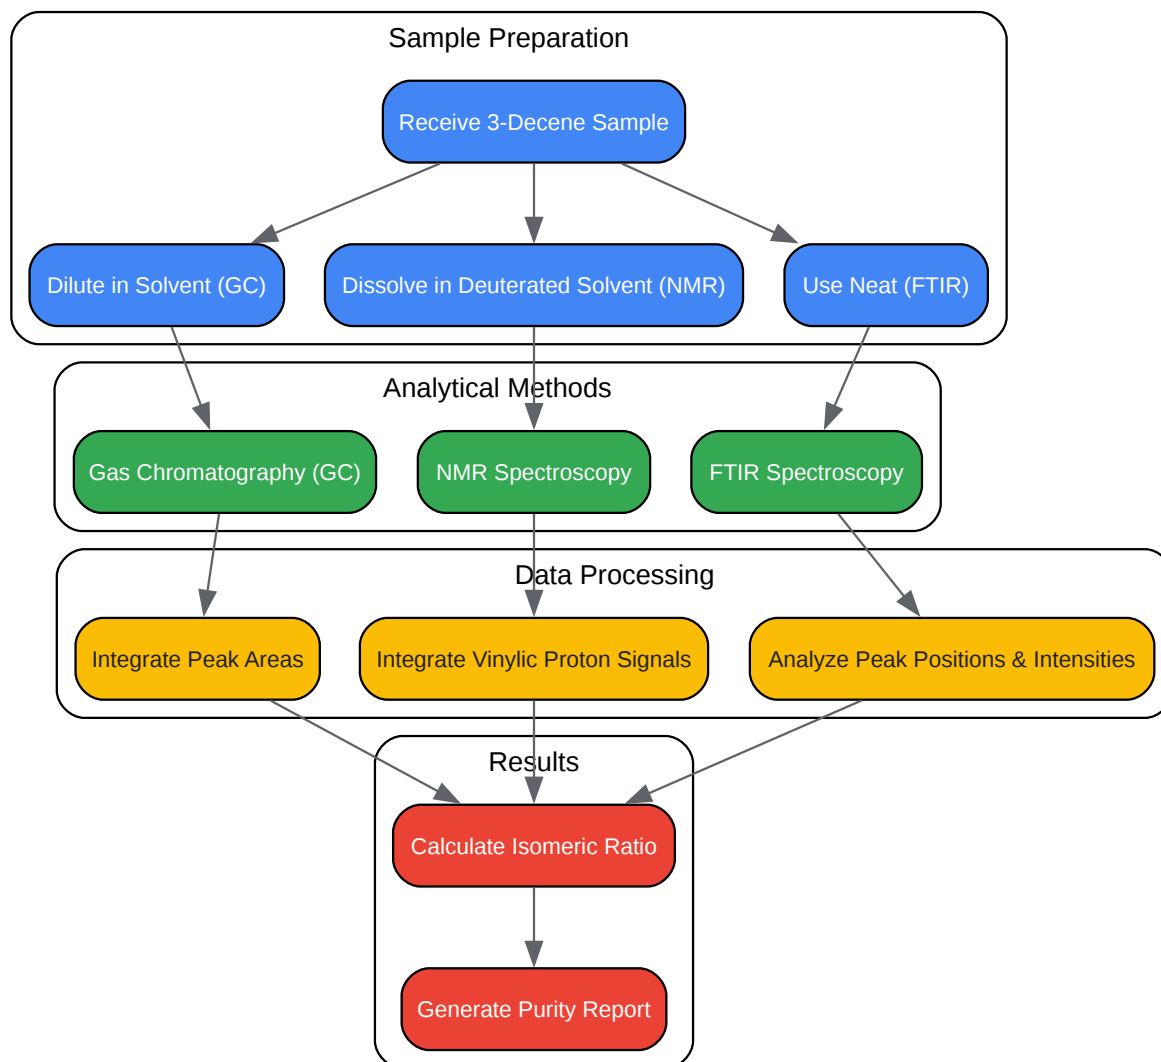 Sample Preparation
Receive 3-Decene Sample
Dilute in Solvent (GC)
Dissolve in Deuterated Solvent (NMR)
Use Neat (FTIR)
Analytical Methods
Gas Chromatography (GC)
NMR Spectroscopy
FTIR Spectroscopy
Data Processing
Integrate Peak Areas
Integrate Vinylic Proton Signals
Analyze Peak Positions & Intensities
Results
Calculate Isomeric Ratio
Generate Purity Report